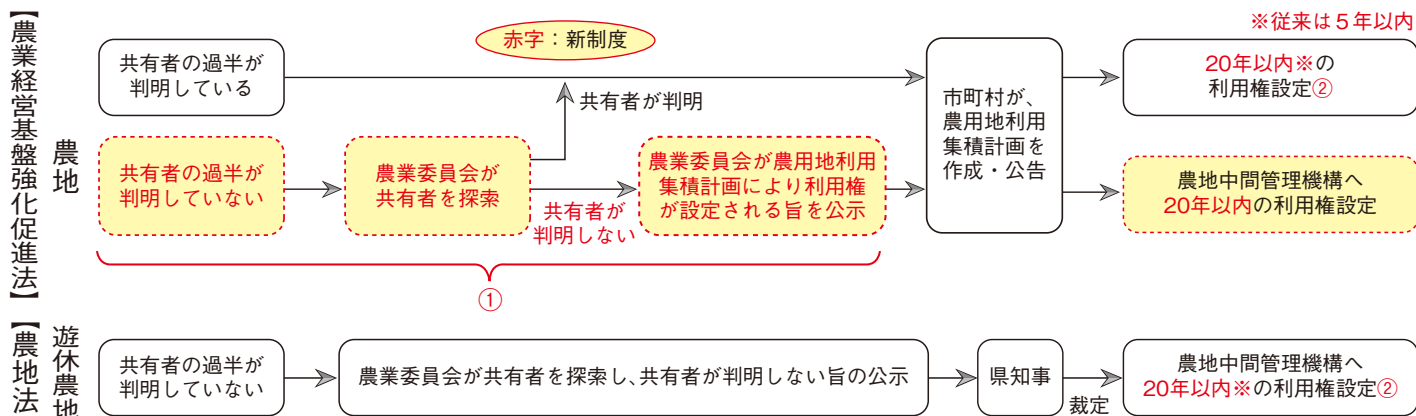 【農業経営基盤強化促進法】
農地
赤字：新制度
※従来は５年以内
共有者の過半が
判明している
共有者が判明
市町村が、
農用地利用
集積計画を
作成・公告
20年以内※の
利用権設定②
共有者の過半が
判明していない
農業委員会が
共有者を探索
共有者が
判明しない
農業委員会が農用地利用
集積計画により利用権
が設定される旨を公示
農地中間管理機構へ
20年以内の利用権設定
①
【農地法
遊休農地
共有者の過半が
判明していない
農業委員会が共有者を探索し、共有者が判明しない旨の公示
県知事
裁定
農地中間管理機構へ
20年以内※の利用権設定②